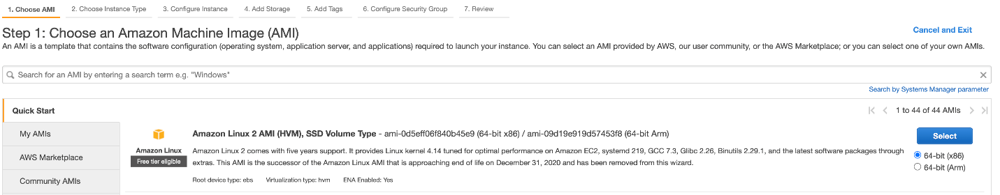 1. Choose AMI 2. Choose Instance Type 3. Configure Instance 4. Add Storage 5. Add Tags 6. Configure Security Group 7. Review
Step 1: Choose an Amazon Machine Image (AMI)
Cancel and Exit
An AMI is a template that contains the software configuration (operating system, application server, and applications) required to launch your instance. You can select an AMI provided by AWS, our user community, or the AWS Marketplace; or you can select one of your own AMIs.
Search for an AMI by entering a search term e.g. "Windows"
Search by Systems Manager parameter
Quick Start
1 to 44 of 44 AMIs
My AMIs
AWS Marketplace
Community AMIs
Amazon Linux
Free tier eligible
Amazon Linux 2 AMI (HVM), SSD Volume Type - ami-0d5eff06f840b45e9 (64-bit x86) / ami-09d19e919d57453f8 (64-bit Arm)
Amazon Linux 2 comes with five years support. It provides Linux kernel 4.14 tuned for optimal performance on Amazon EC2, systemd 219, GCC 7.3, Glibc 2.26, Binutils 2.29.1, and the latest software packages through
extras. This AMI is the successor of the Amazon Linux AMI that is approaching end of life on December 31, 2020 and has been removed from this wizard.
Root device type: ebs Virtualization type: hvm ENA Enabled: Yes
Select
64-bit (x86)
64-bit (Arm)